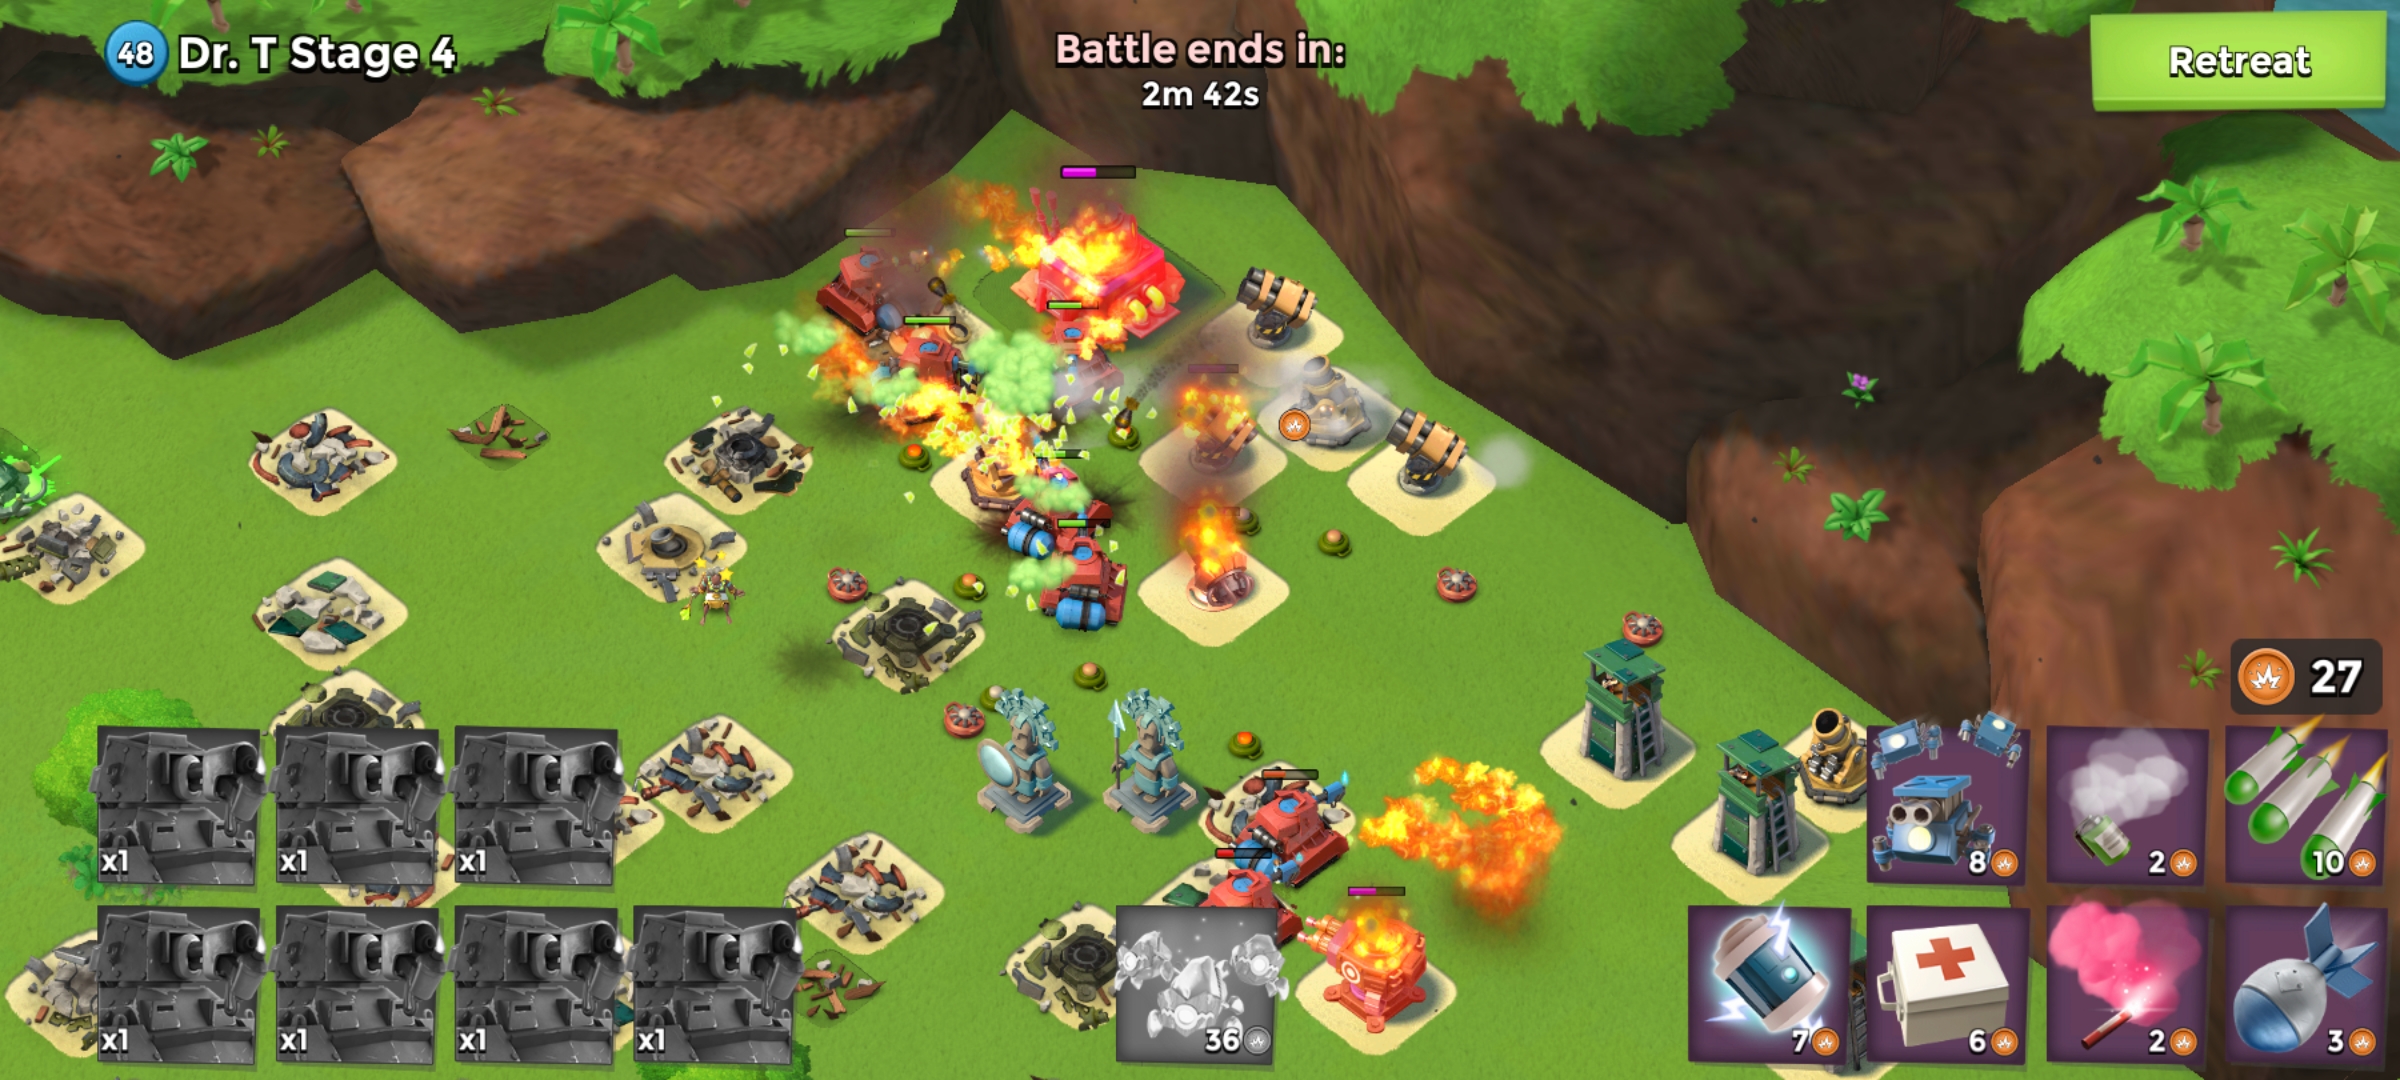 48 Dr. T Stage 4
Battle ends in:
2m 42s
Retreat
27
x1 x1 x1
8 2 10
x1 x1 x1 x1
36 7 6 2 3